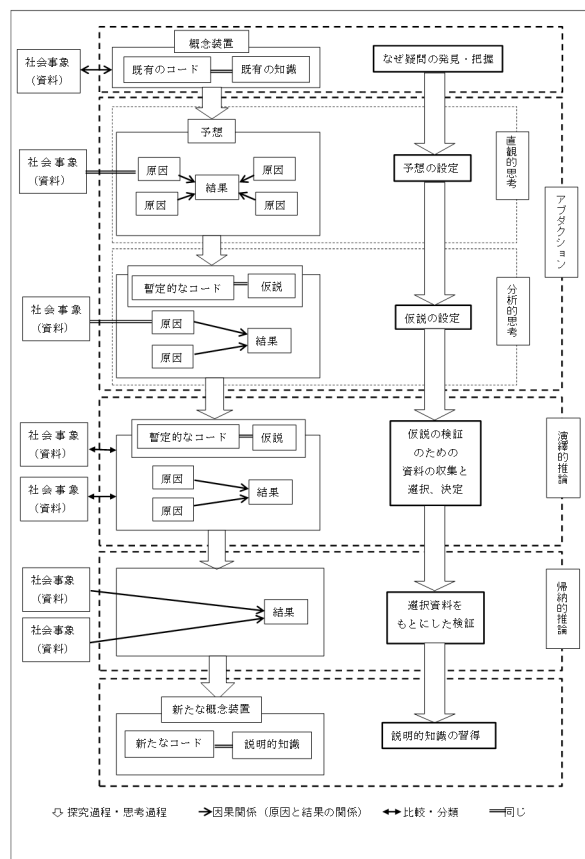 概念装置
社会事象
（資料）
既有のコード
既有の知識
なぜ疑問の発見・把握
予想
直観的思考
社会事象
（資料）
原因
原因
結果
原因
原因
予想の設定
アブダクション
暫定的なコード
仮説
分析的思考
社会事象
（資料）
原因
結果
原因
仮説の設定
社会事象
（資料）
暫定的なコード
仮説
仮説の検証
のための
資料の収集と
選択、決定
演繹的推論
社会事象
（資料）
原因
結果
原因
社会事象
（資料）
結果
社会事象
（資料）
選択資料を
もとにした検証
帰納的推論
新たな概念装置
新たなコード
説明的知識
説明的知識の習得
探究過程・思考過程
因果関係（原因と結果の関係）
比較・分類
同じ